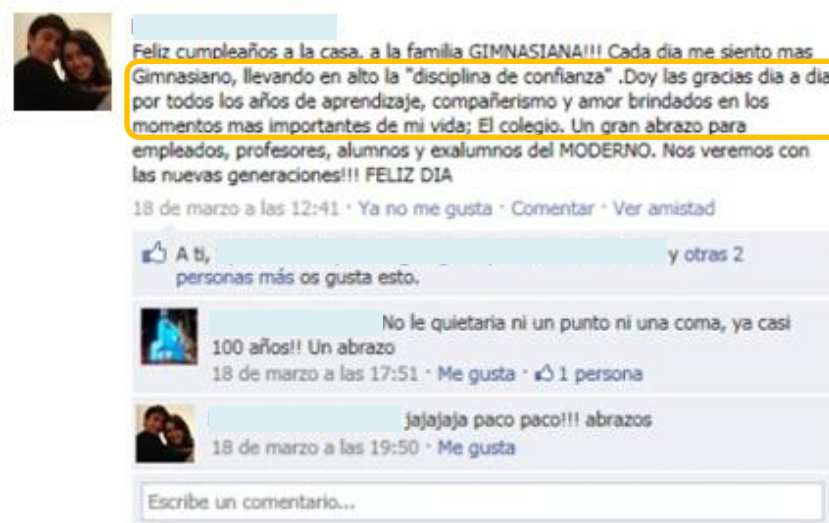 Feliz cumpleaños a la casa, a la familia GIMNASIANA!!! Cada dia me siento mas
Gimnasiano, llevando en alto la "disciplina de confianza" .Doy las gracias dia a dia
por todos los años de aprendizaje, compañerismo y amor brindados en los
momentos mas importantes de mi vida; El colegio. Un gran abrazo para
empleados, profesores, alumnos y exalumnos del MODERNO. Nos veremos con
las nuevas generaciones!!! FELIZ DIA
18 de marzo a las 12:41 · Ya no me gusta · Comentar · Ver amistad
A ti, y otras 2
personas más os gusta esto.
No le quietaria ni un punto ni una coma, ya casi
100 años!! Un abrazo
18 de marzo a las 17:51 · Me gusta · 1 persona
jajajaja paco paco!!! abrazos
18 de marzo a las 19:50 · Me gusta
Escribe un comentario...